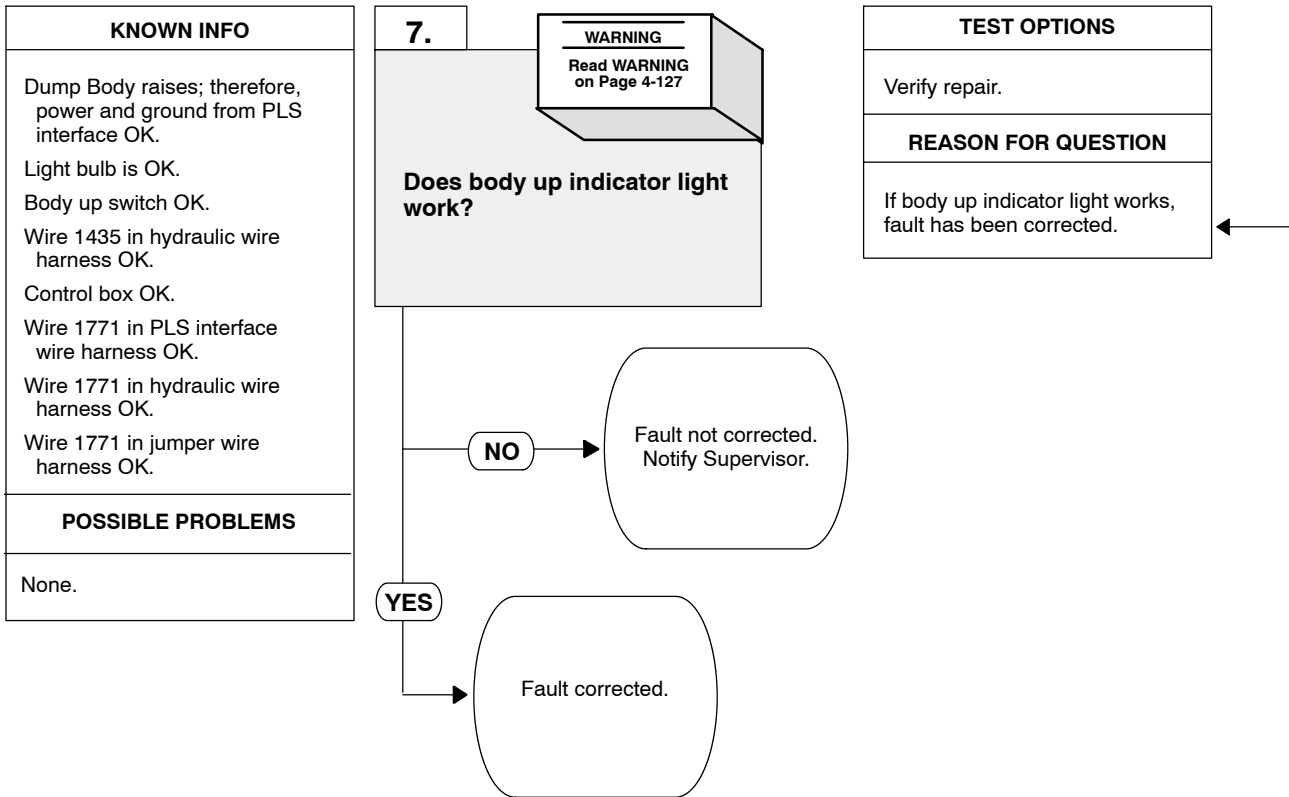 KNOWN INFO
Dump Body raises; therefore,
power and ground from PLS
interface OK.
Light bulb is OK.
Body up switch OK.
Wire 1435 in hydraulic wire
harness OK.
Control box OK.
Wire 1771 in PLS interface
wire harness OK.
Wire 1771 in hydraulic wire
harness OK.
Wire 1771 in jumper wire
harness OK.
POSSIBLE PROBLEMS
None.
7.
WARNING
Read WARNING
on Page 4-127
Does body up indicator light
work?
NO
Fault not corrected.
Notify Supervisor.
YES
Fault corrected.
TEST OPTIONS
Verify repair.
REASON FOR QUESTION
If body up indicator light works,
fault has been corrected.